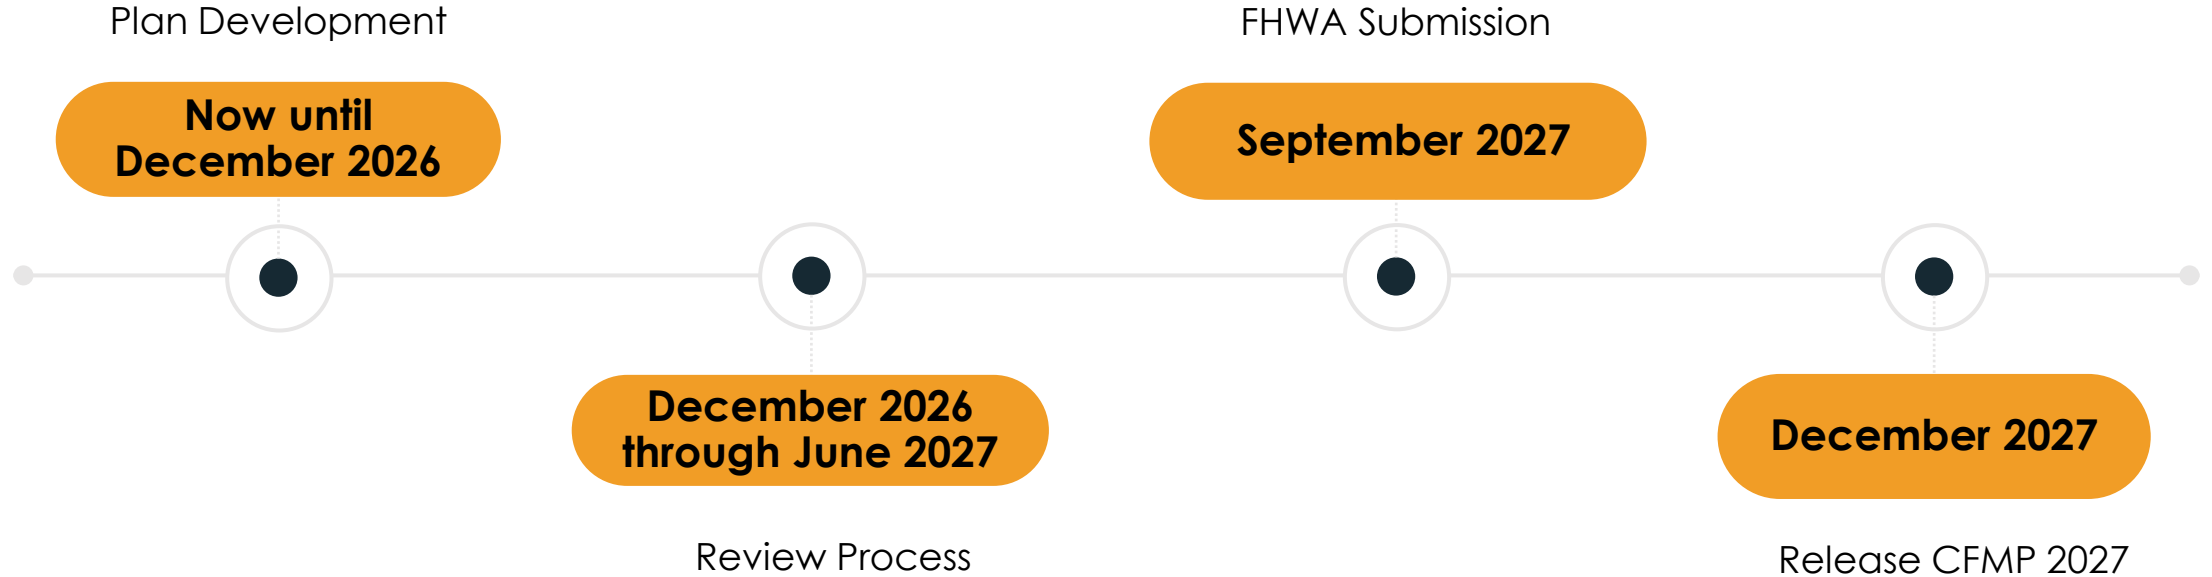 Plan Development
Now until
December 2026
December 2026
through June 2027
Review Process
FHWA Submission
September 2027
December 2027
Release CFMP 2027